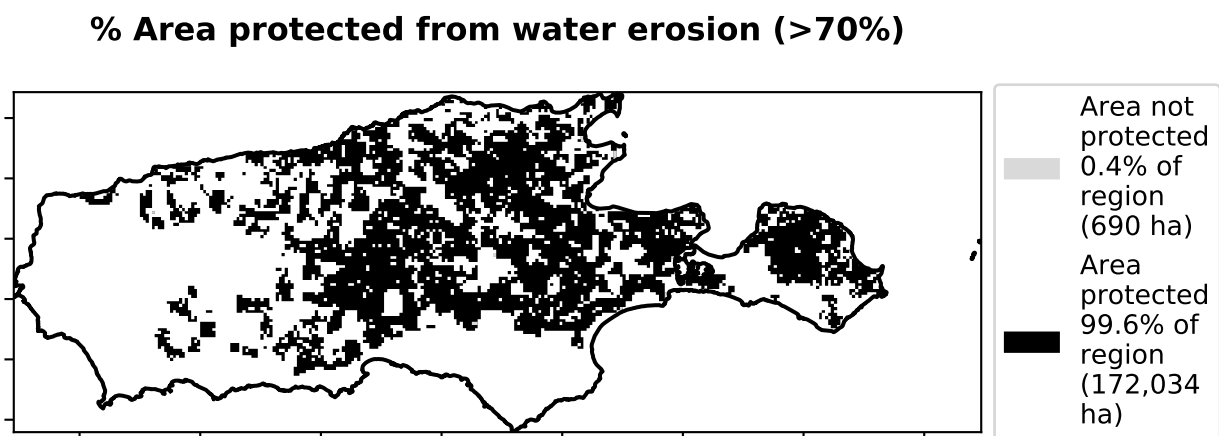 % Area protected from water erosion (>70%)
Area not
protected
0.4% of
region
(690 ha)
Area
protected
99.6% of
region
(172,034
ha)